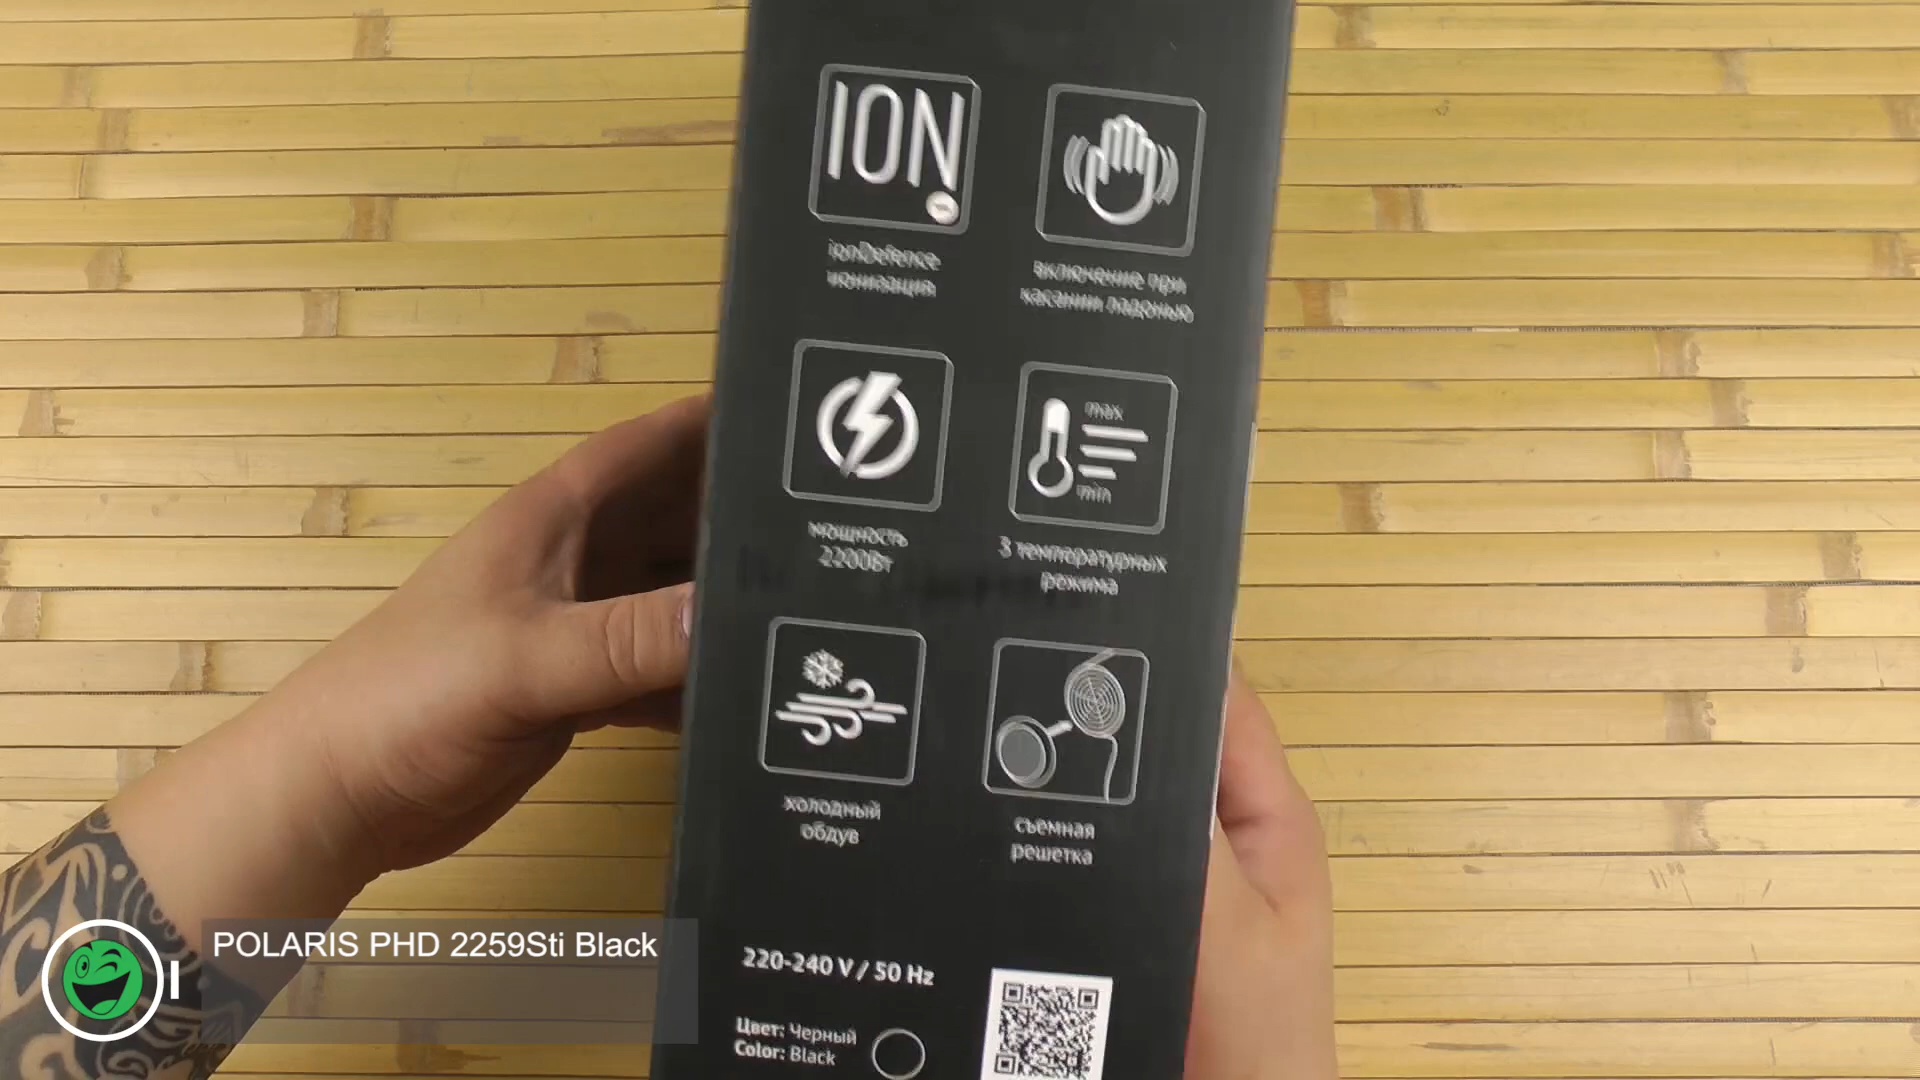 ION
ionDefence
ионизация
включение при
касании ладонью
мощность
2200Вт
max
min
3 температурных
режима
холодный
обдув
съемная
решетка
220-240 V / 50 Hz
Цвет: Черный
Color: Black
POLARIS PHD 2259Sti Black